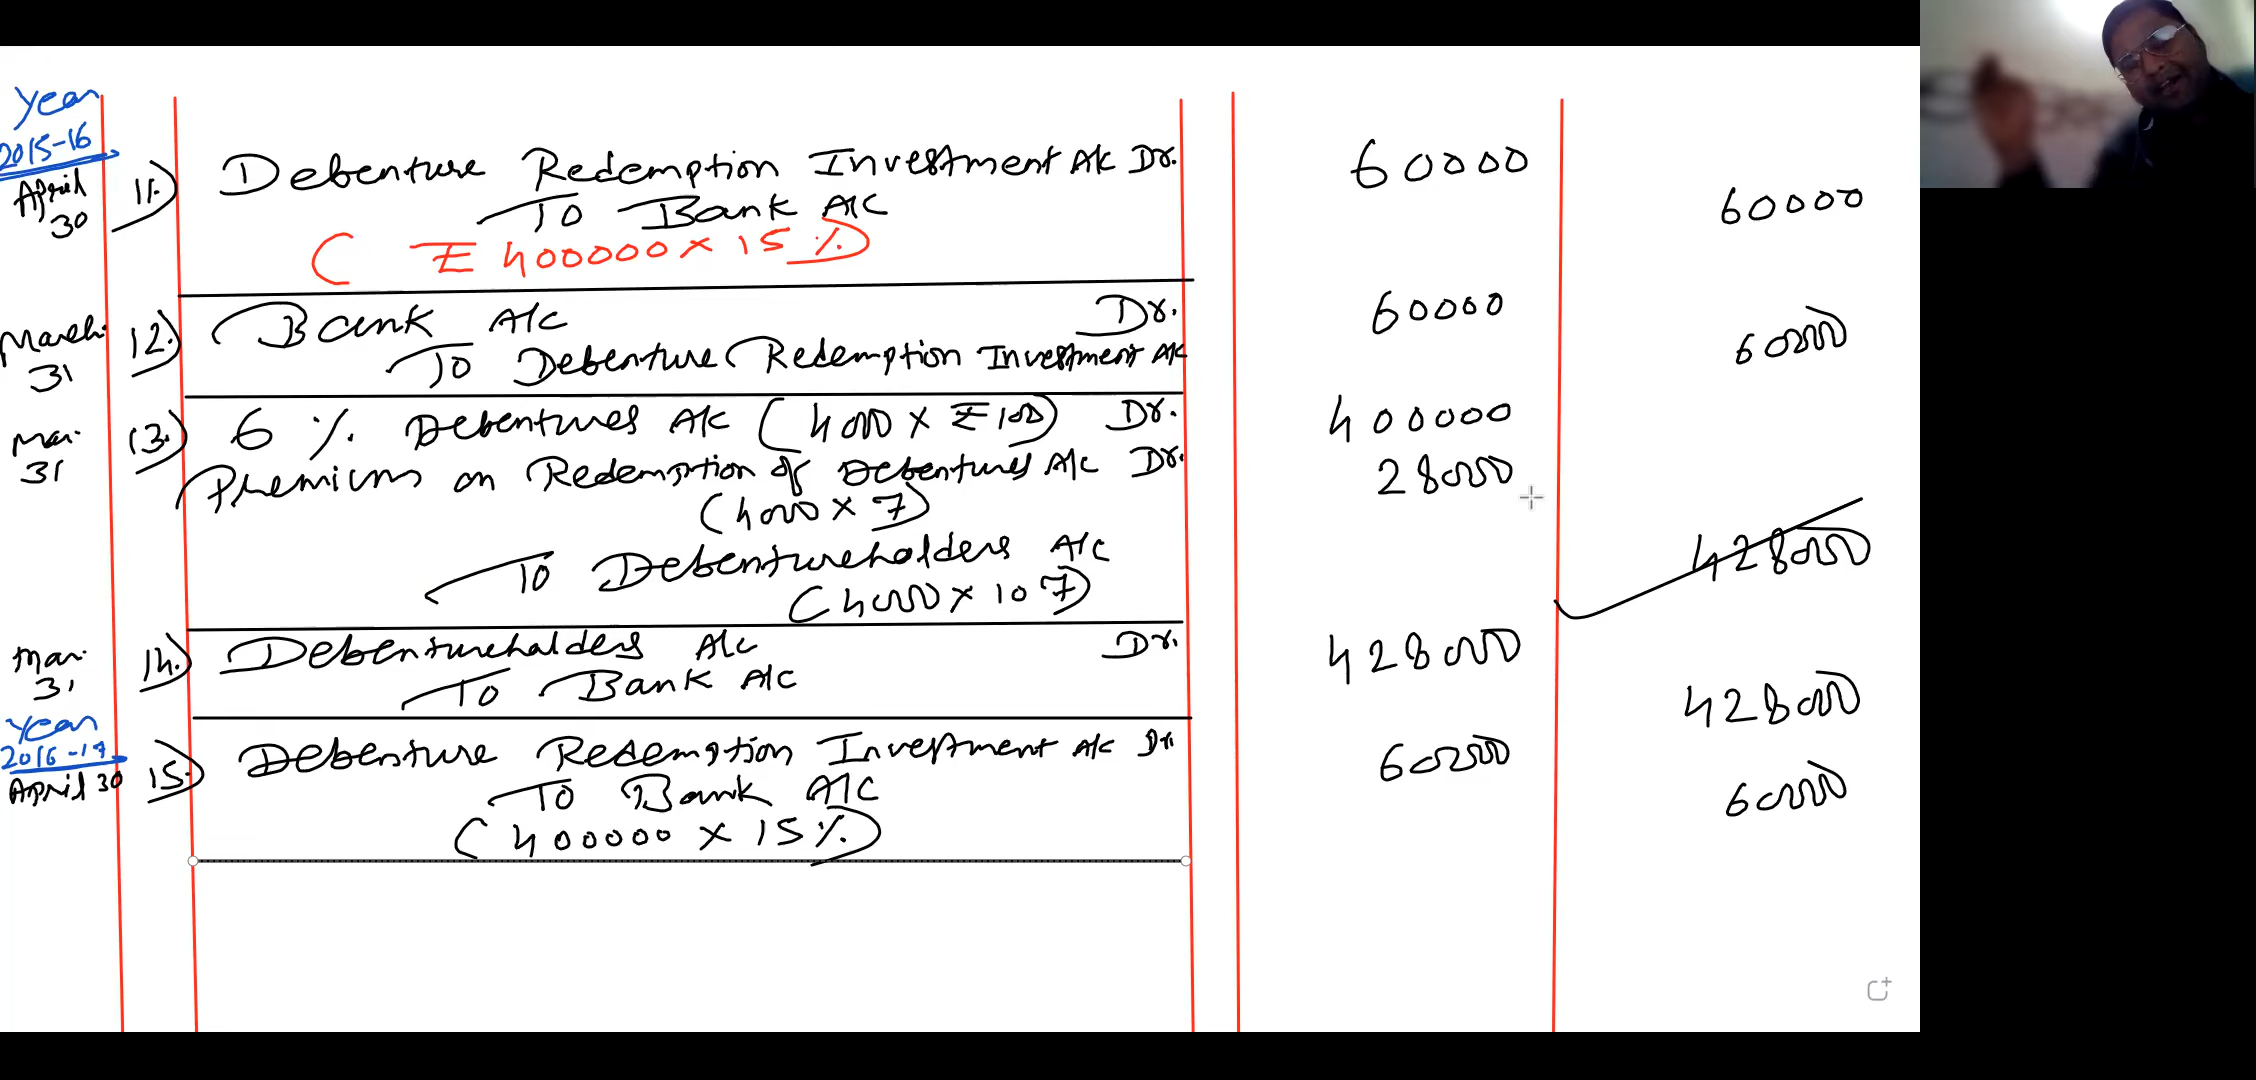 Year
2015-16
April 30 11.) Debenture Redemption Investment A/c Dr. 60000
To Bank A/c 60000
( ₹ 400000 × 15 %)
March 31 12.) Bank A/c Dr. 60000
To Debenture Redemption Investment A/c 60000
Mar. 31 13.) 6 % Debentures A/c (4000 × ₹ 100) Dr. 400000
Premium on Redemption of Debentures A/c Dr. 28000
(4000 × 7)
To Debentureholders A/c 428000
(4000 × 107)
Mar. 31 14.) Debentureholders A/c Dr. 428000
To Bank A/c 428000
Year
2016-17
April 30 15.) Debenture Redemption Investment A/c Dr. 60000
To Bank A/c 60000
(400000 × 15 %.)